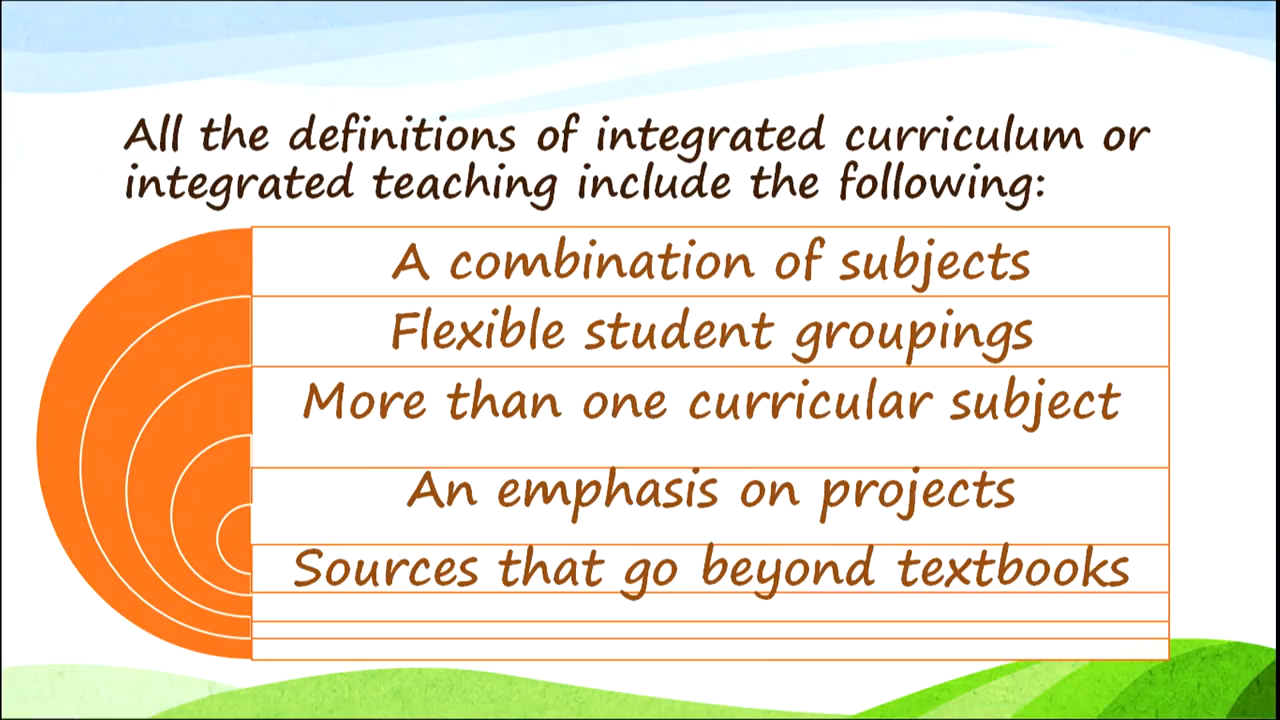 All the definitions of integrated curriculum or
integrated teaching include the following:
A combination of subjects
Flexible student groupings
More than one curricular subject
An emphasis on projects
Sources that go beyond textbooks